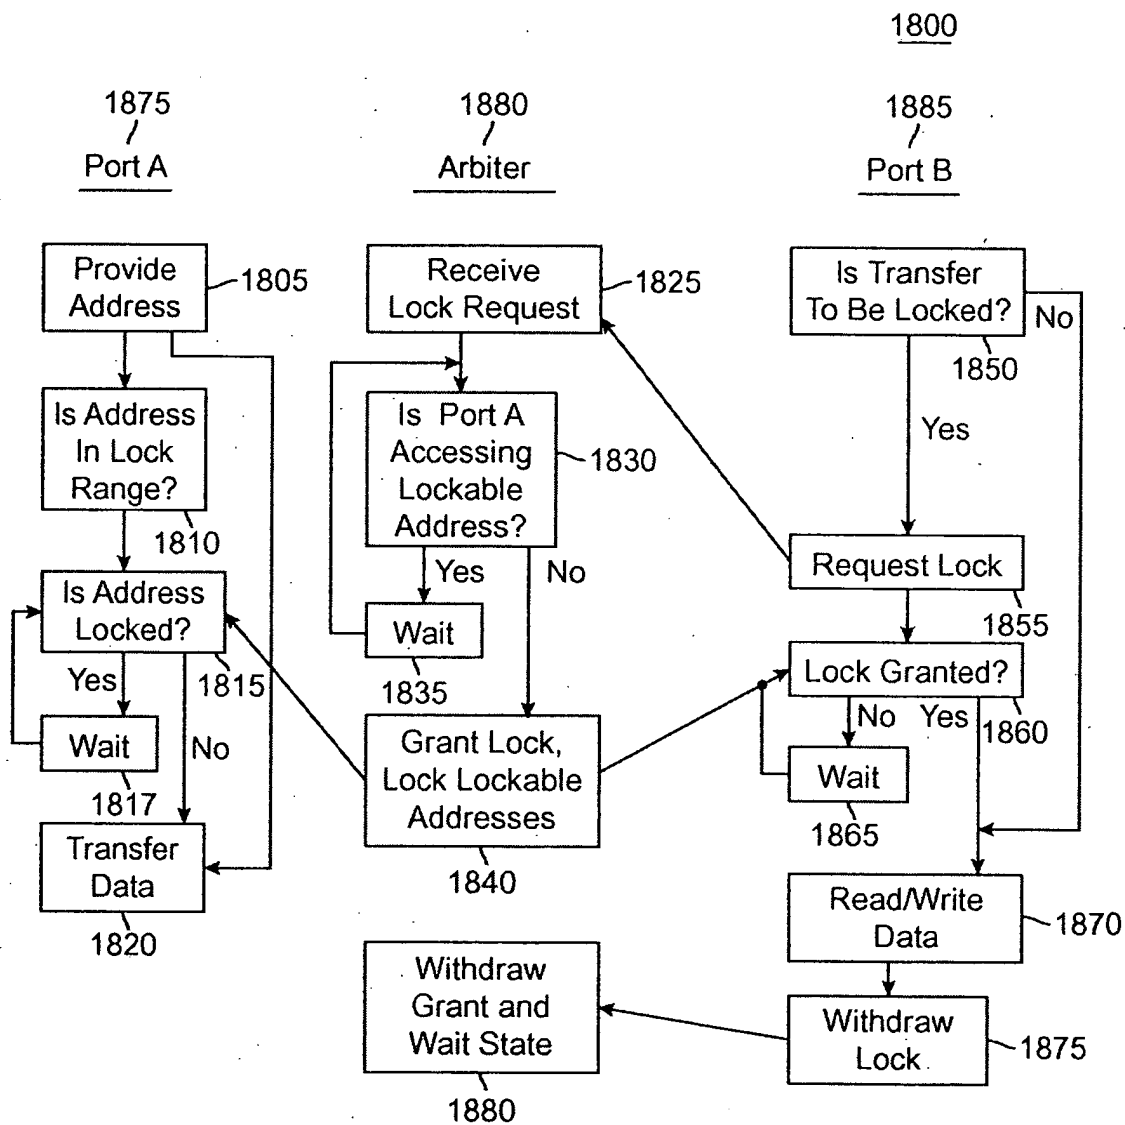 1800
1875
Port A
Provide
Address
1805
Is Address
In Lock
Range?
1810
Is Address
Locked?
1815
Yes
No
Wait
1817
Transfer
Data
1820
1880
Arbiter
Receive
Lock Request
1825
Is Port A
Accessing
Lockable
Address?
1830
Yes
No
Wait
1835
Grant Lock,
Lock Lockable
Addresses
1840
Withdraw
Grant and
Wait State
1880
1885
Port B
Is Transfer
To Be Locked?
No
1850
Yes
Request Lock
1855
Lock Granted?
No
Yes
1860
Wait
1865
Read/Write
Data
1870
Withdraw
Lock
1875